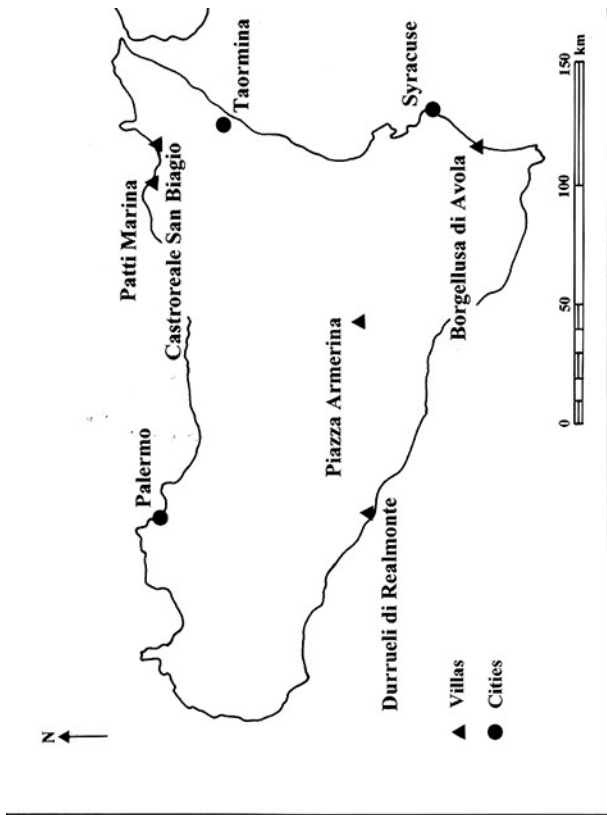 N
Patti Marina
Castroreale San Biagio
Palermo
Taormina
Piazza Armerina
Syracuse
Durrueli di Realmonte
Borgellusa di Avola
Villas
Cities
0 50 100 150 km